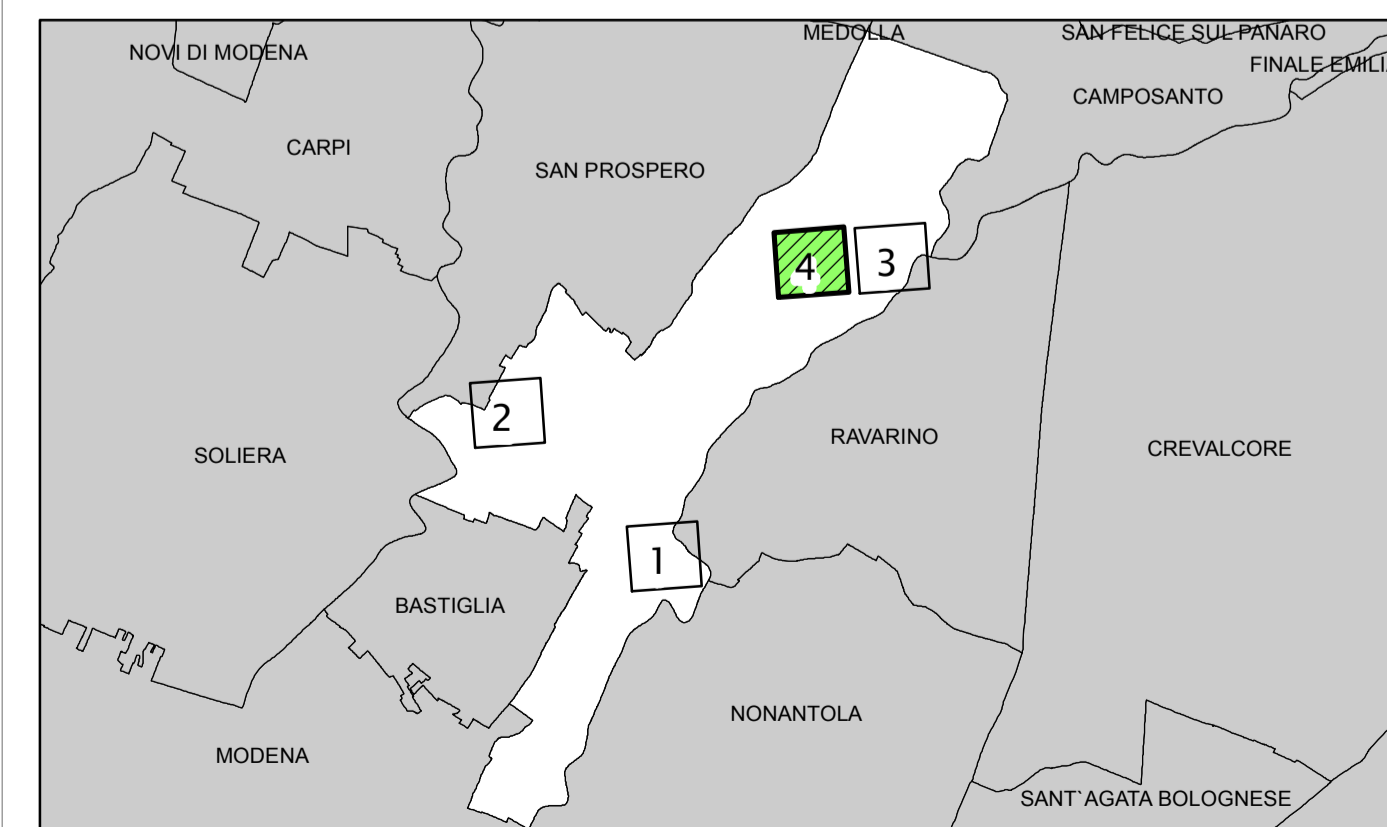 MEDOLLA
SAN FELICE SUL PANARO
NOVI DI MODENA
FINALE EMILI
CAMPOSANTO
CARPI
SAN PROSPERO
4
3
2
RAVARINO
CREVALCORE
SOLIERA
1
BASTIGLIA
NONANTOLA
MODENA
SANT`AGATA BOLOGNESE